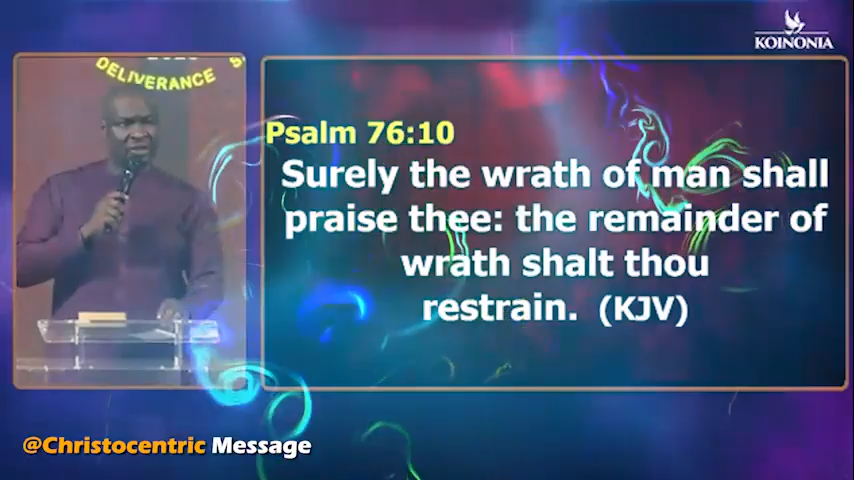 KOINONIA
DELIVERANCE
Psalm 76:10
Surely the wrath of man shall
praise thee: the remainder of
wrath shalt thou
restrain. (KJV)
@Christocentric Message